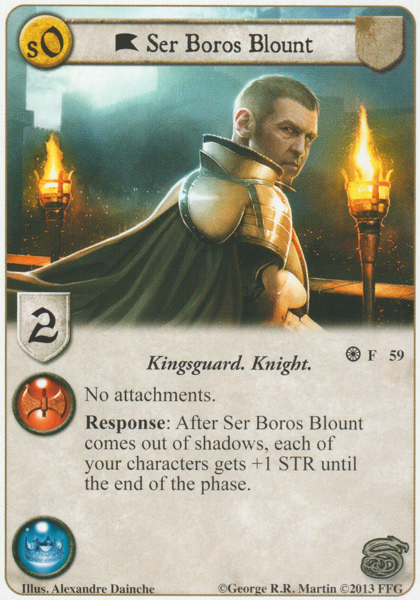 s0
Ser Boros Blount
2
Kingsguard. Knight.
F 59
No attachments.
Response: After Ser Boros Blount
comes out of shadows, each of
your characters gets +1 STR until
the end of the phase.
Illus. Alexandre Dainche
©George R.R. Martin ©2013 FFG